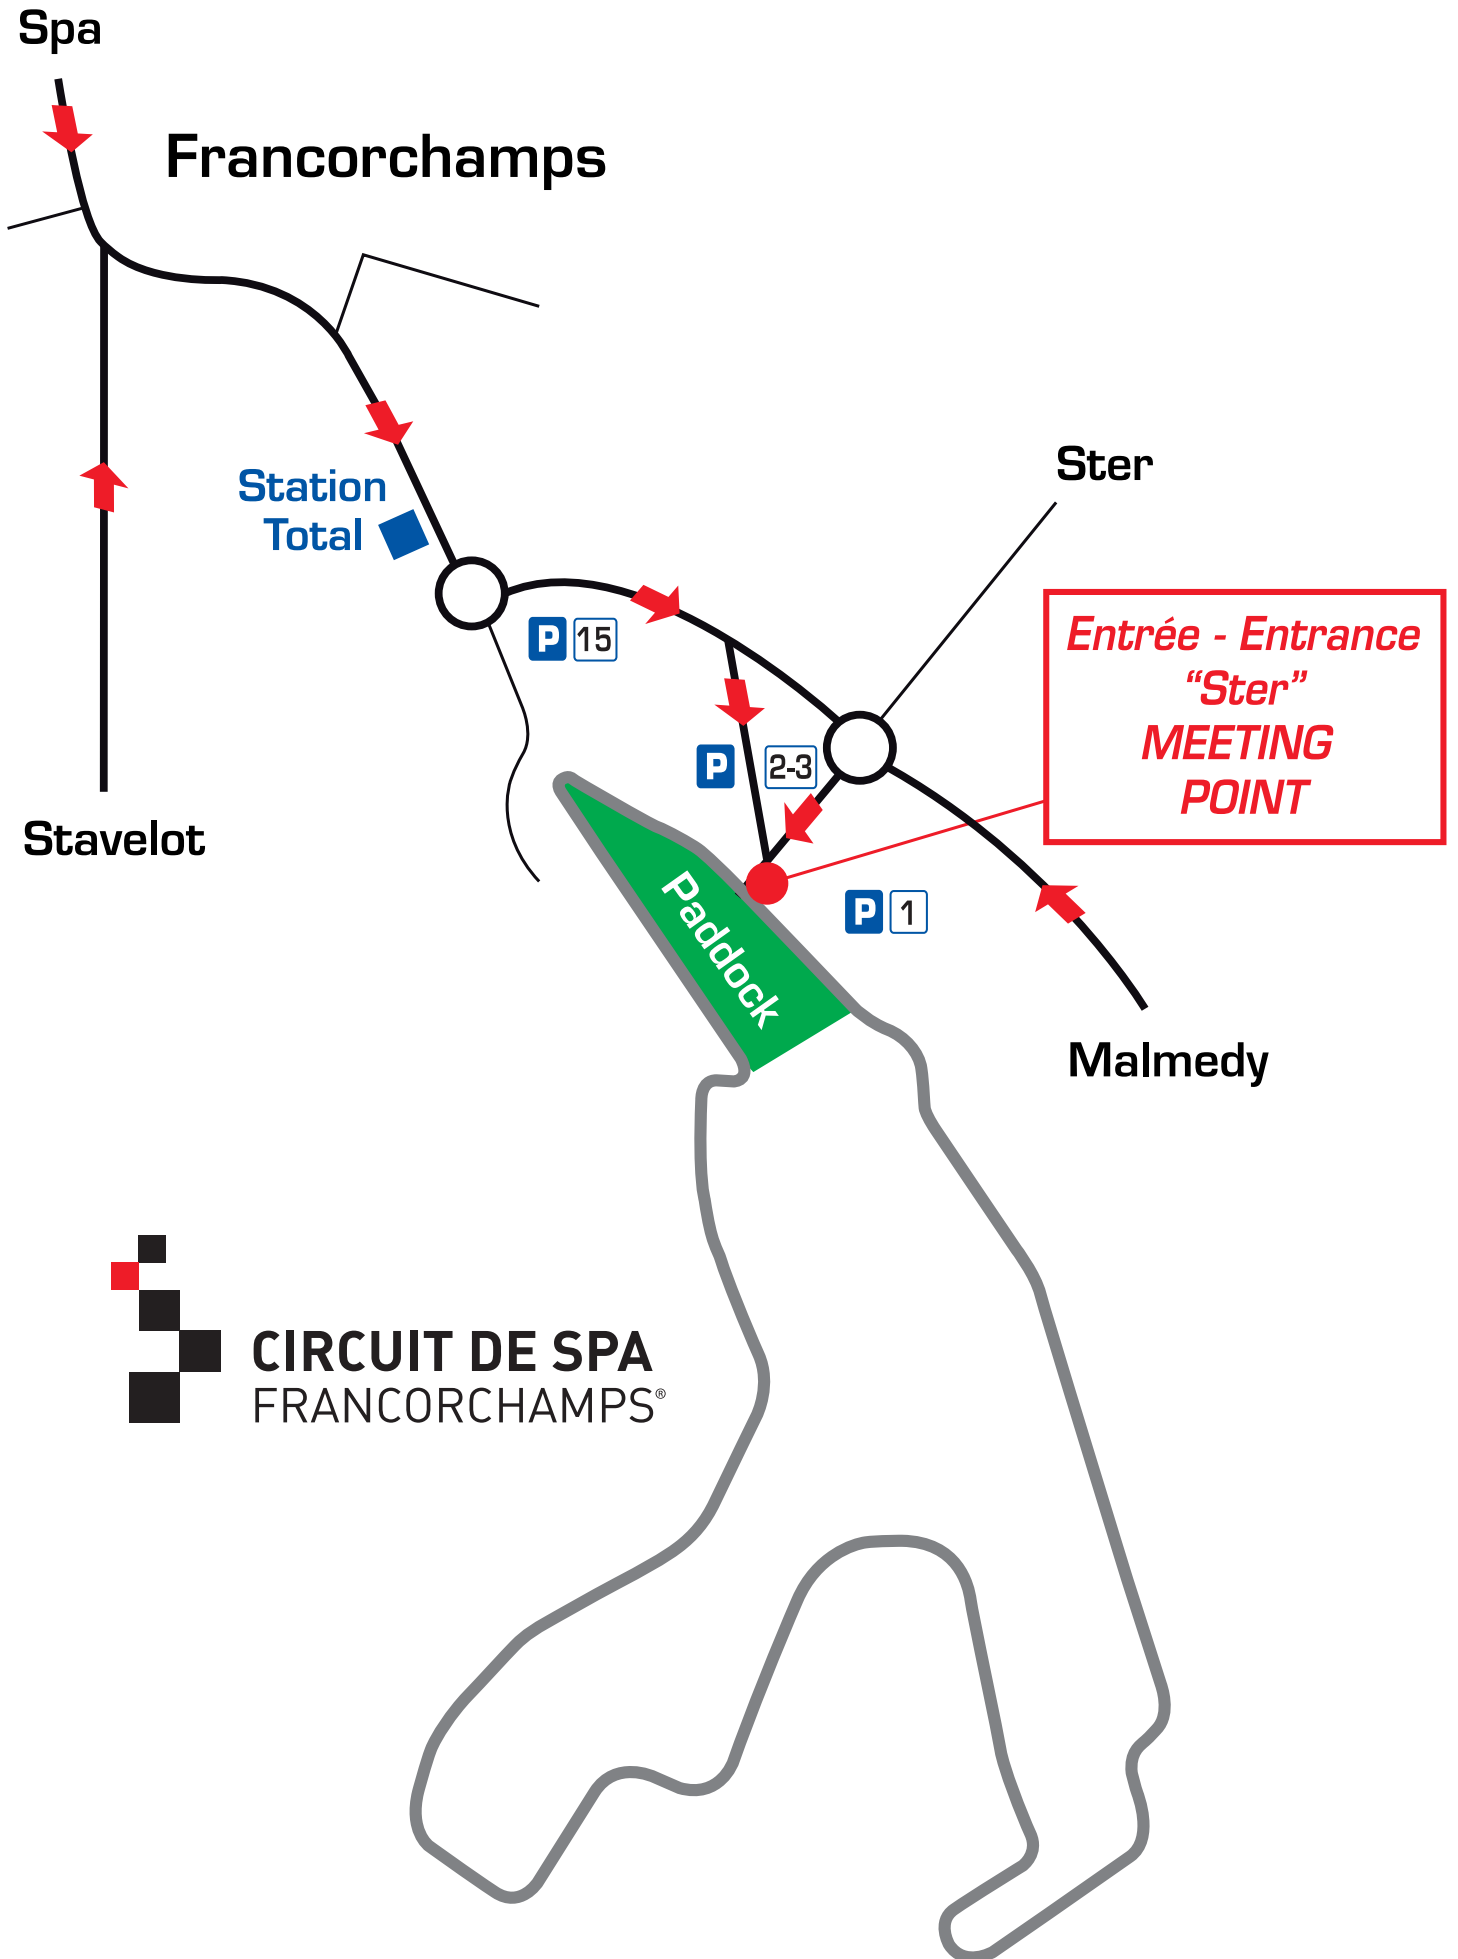 Spa
Francorchamps
Station
Total
Ster
Entrée - Entrance
“Ster”
MEETING
POINT
P 15
P 2-3
Stavelot
P 1
Paddock
Malmedy
CIRCUIT DE SPA
FRANCORCHAMPS®